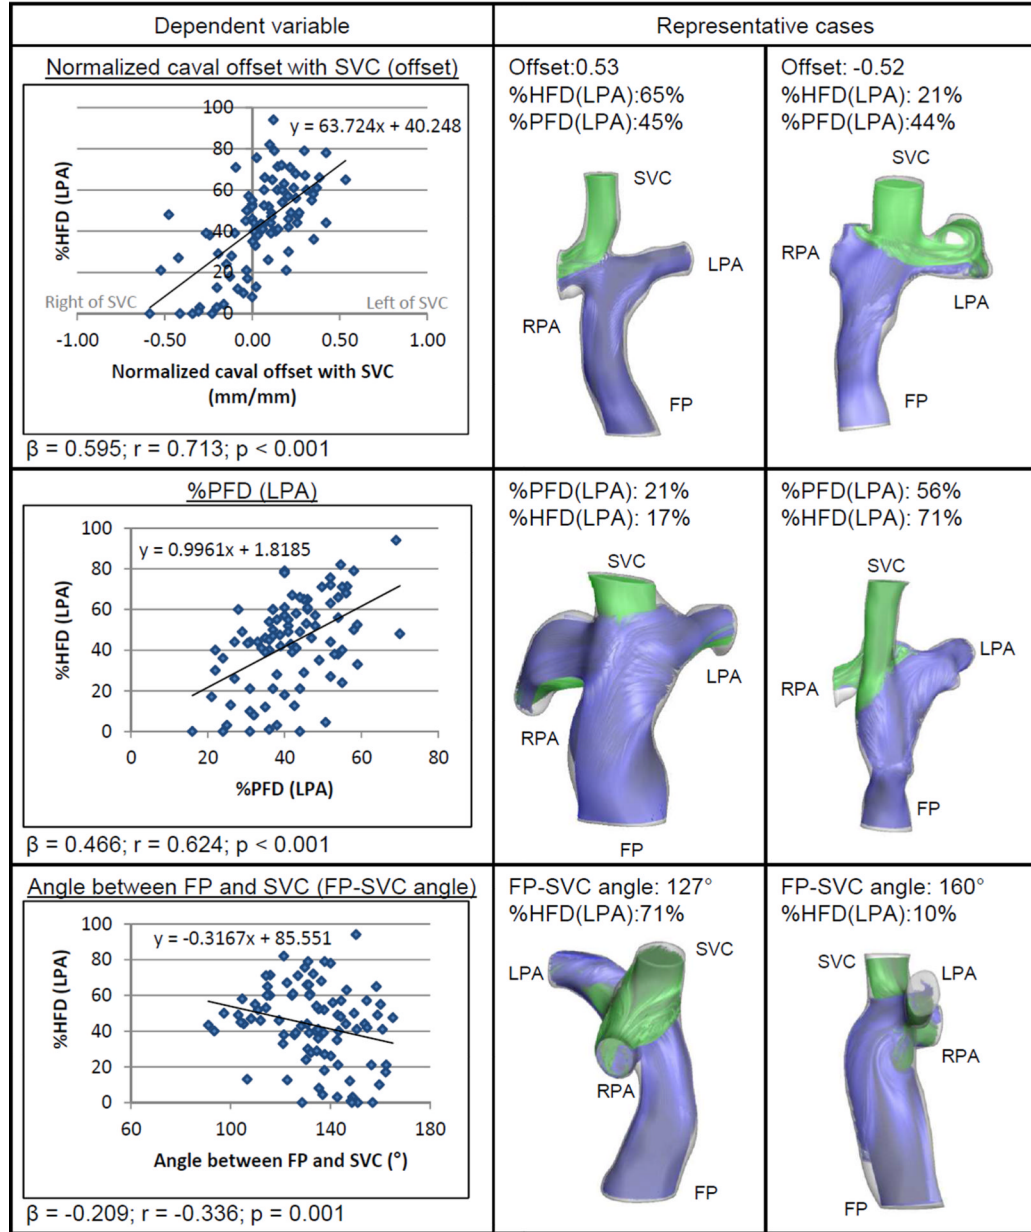 Dependent variable
Representative cases
Normalized caval offset with SVC (offset)
100
80
60
40
20
0
%HFD (LPA)
y = 63.724x + 40.248
Right of SVC
Left of SVC
-1.00
-0.50
0.00
0.50
1.00
Normalized caval offset with SVC
(mm/mm)
β = 0.595; r = 0.713; p < 0.001
Offset:0.53
%HFD(LPA):65%
%PFD(LPA):45%
SVC
LPA
RPA
FP
Offset: -0.52
%HFD(LPA): 21%
%PFD(LPA):44%
SVC
RPA
LPA
FP
%PFD (LPA)
100
80
60
40
20
0
%HFD (LPA)
y = 0.9961x + 1.8185
0
20
40
60
80
%PFD (LPA)
β = 0.466; r = 0.624; p < 0.001
%PFD(LPA): 21%
%HFD(LPA): 17%
SVC
LPA
RPA
FP
%PFD(LPA): 56%
%HFD(LPA): 71%
SVC
LPA
RPA
FP
Angle between FP and SVC (FP-SVC angle)
100
80
60
40
20
0
%HFD (LPA)
y = -0.3167x + 85.551
60
100
140
180
Angle between FP and SVC (°)
β = -0.209; r = -0.336; p = 0.001
FP-SVC angle: 127°
%HFD(LPA):71%
SVC
LPA
RPA
FP
FP-SVC angle: 160°
%HFD(LPA):10%
SVC
LPA
RPA
FP